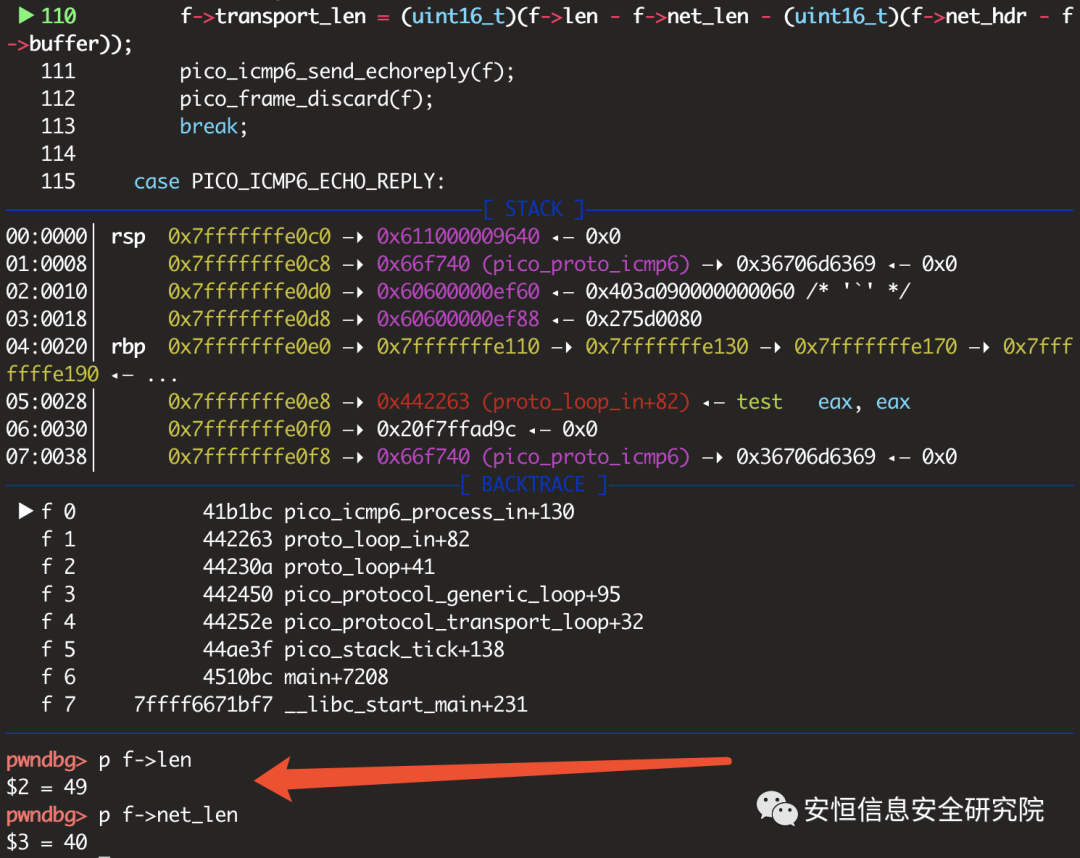 ▶ 110 f->transport_len = (uint16_t)(f->len - f->net_len - (uint16_t)(f->net_hdr - f
->buffer));
111 pico_icmp6_send_echoreply(f);
112 pico_frame_discard(f);
113 break;
114
115 case PICO_ICMP6_ECHO_REPLY:
[ STACK ]
00:0000│ rsp 0x7fffffffe0c0 —▸ 0x611000009640 ◂— 0x0
01:0008│ 0x7fffffffe0c8 —▸ 0x66f740 (pico_proto_icmp6) —▸ 0x36706d6369 ◂— 0x0
02:0010│ 0x7fffffffe0d0 —▸ 0x60600000ef60 ◂— 0x403a090000000060 /* '`' */
03:0018│ 0x7fffffffe0d8 —▸ 0x60600000ef88 ◂— 0x275d0080
04:0020│ rbp 0x7fffffffe0e0 —▸ 0x7fffffffe110 —▸ 0x7fffffffe130 —▸ 0x7fffffffe170 —▸ 0x7fff
ffffe190 ◂— ...
05:0028│ 0x7fffffffe0e8 —▸ 0x442263 (proto_loop_in+82) ◂— test eax, eax
06:0030│ 0x7fffffffe0f0 —▸ 0x20f7ffad9c ◂— 0x0
07:0038│ 0x7fffffffe0f8 —▸ 0x66f740 (pico_proto_icmp6) —▸ 0x36706d6369 ◂— 0x0
[ BACKTRACE ]
▶ f 0 41b1bc pico_icmp6_process_in+130
f 1 442263 proto_loop_in+82
f 2 44230a proto_loop+41
f 3 442450 pico_protocol_generic_loop+95
f 4 44252e pico_protocol_transport_loop+32
f 5 44ae3f pico_stack_tick+138
f 6 4510bc main+7208
f 7 7ffff6671bf7 __libc_start_main+231
pwndbg> p f->len
$2 = 49
pwndbg> p f->net_len
$3 = 40
安恒信息安全研究院